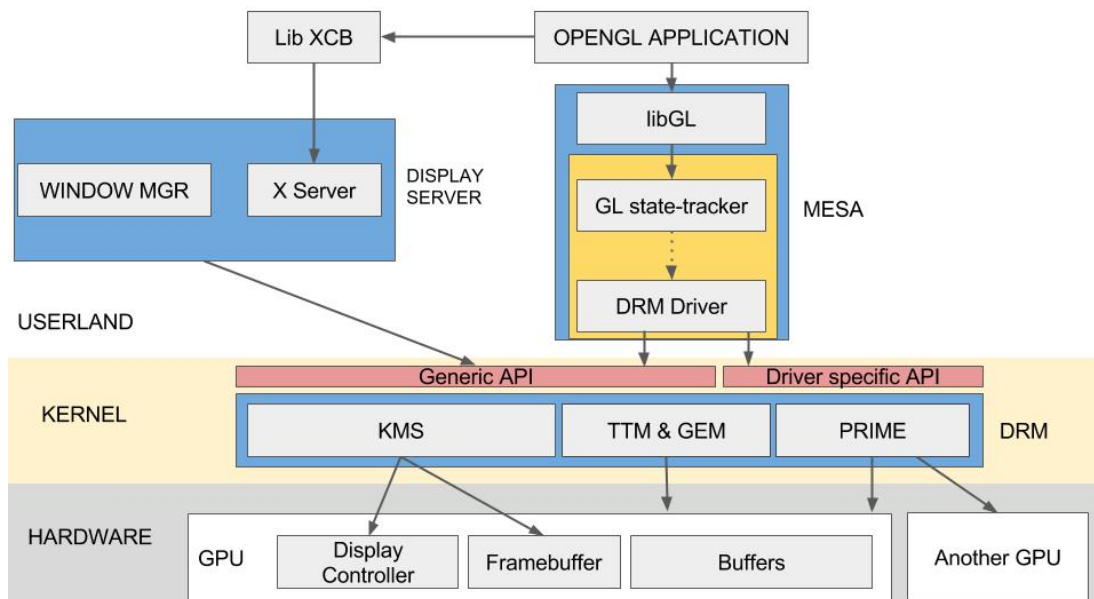 Lib XCB
OPENGL APPLICATION
libGL
WINDOW MGR
X Server
DISPLAY
SERVER
GL state-tracker
MESA
DRM Driver
USERLAND
Generic API
Driver specific API
KERNEL
KMS
TTM & GEM
PRIME
DRM
HARDWARE
GPU
Display
Controller
Framebuffer
Buffers
Another GPU